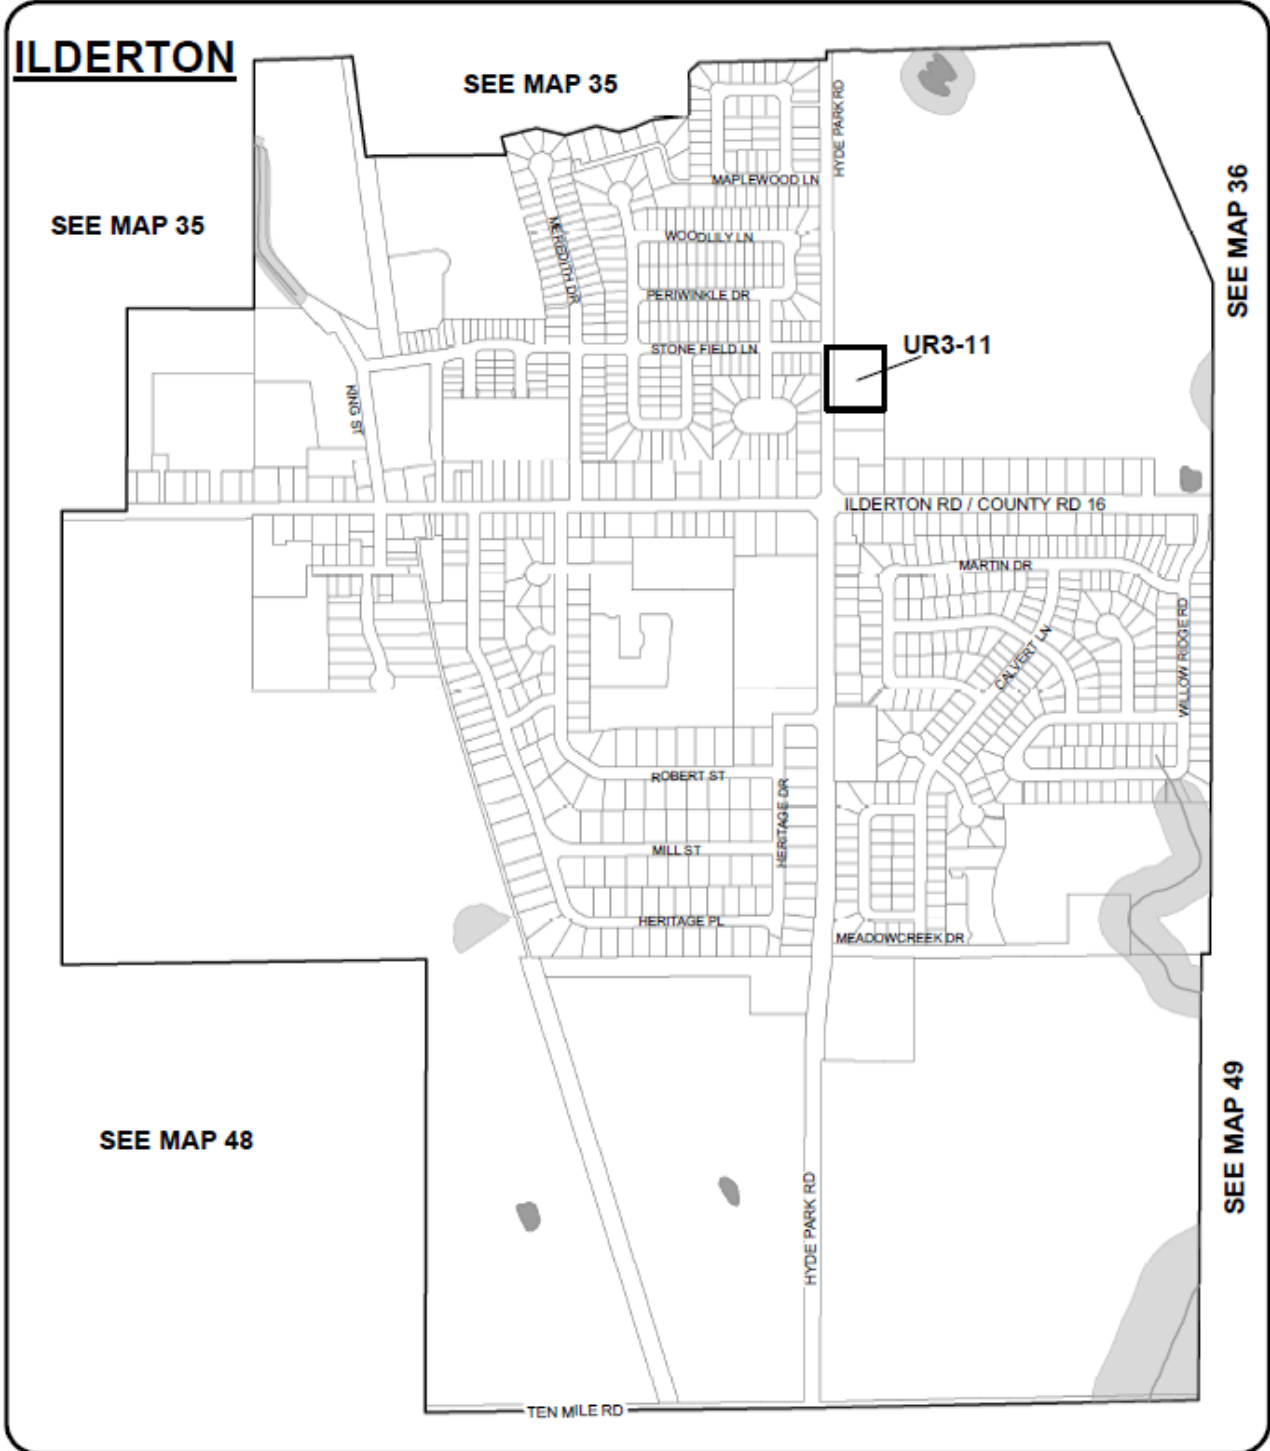 ILDERTON
SEE MAP 35
HYDE PARK RD
MAPLEWOOD LN
SEE MAP 36
SEE MAP 35
MEREDITH DR
WOODLILY LN
PERIWINKLE DR
STONE FIELD LN
UR3-11
KING ST
ILDERTON RD / COUNTY RD 16
MARTIN DR
CALVERT LN
WILLOW RIDGE RD
ROBERT ST
HERITAGE DR
MILL ST
HERITAGE PL
MEADOWCREEK DR
SEE MAP 48
SEE MAP 49
HYDE PARK RD
TEN MILE RD